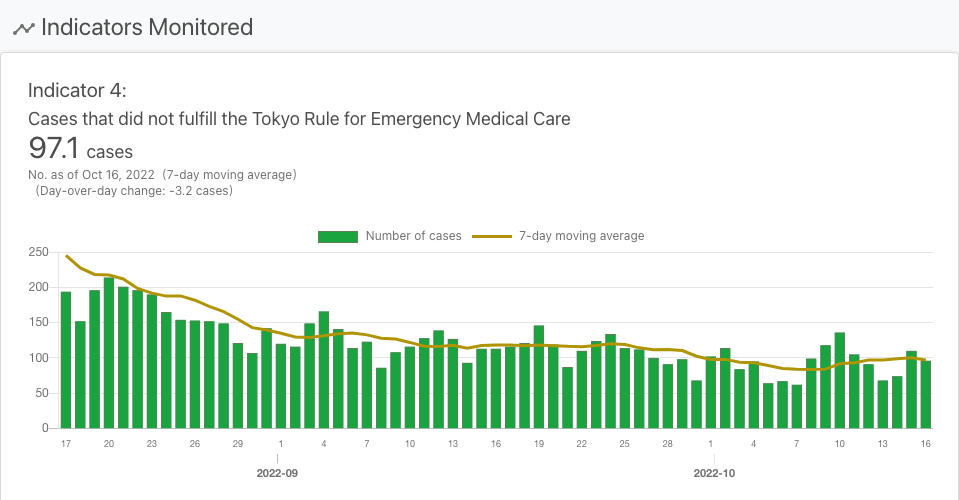 Indicators Monitored
Indicator 4:
Cases that did not fulfill the Tokyo Rule for Emergency Medical Care
97.1 cases
No. as of Oct 16, 2022 (7-day moving average)
(Day-over-day change: -3.2 cases)
Number of cases 7-day moving average
250
200
150
100
50
0
17 20 23 26 29 1 4 7 10 13 16 19 22 25 28 1 4 7 10 13 16
2022-09 2022-10